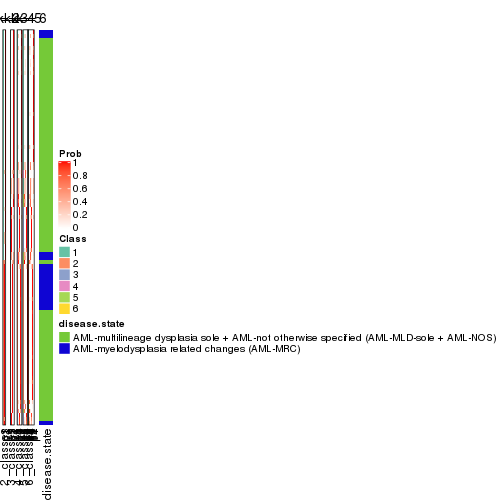 Prob
1
0.8
0.6
0.4
0.2
0
Class
1
2
3
4
5
6
disease.state
AML-multilineage dysplasia sole + AML-not otherwise specified (AML-MLD-sole + AML-NOS)
AML-myelodysplasia related changes (AML-MRC)
disease.state